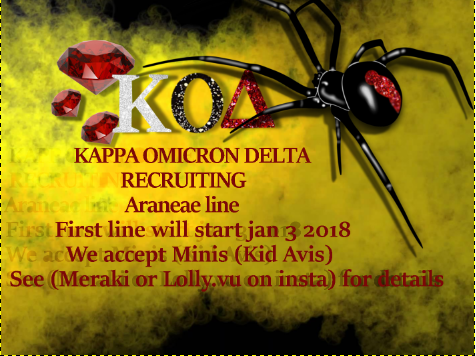 ΚΟΔ
KAPPA OMICRON DELTA
RECRUITING
Araneae line
First line will start jan 3 2018
We accept Minis (Kid Avis)
See (Meraki or Lolly.vu on insta) for details